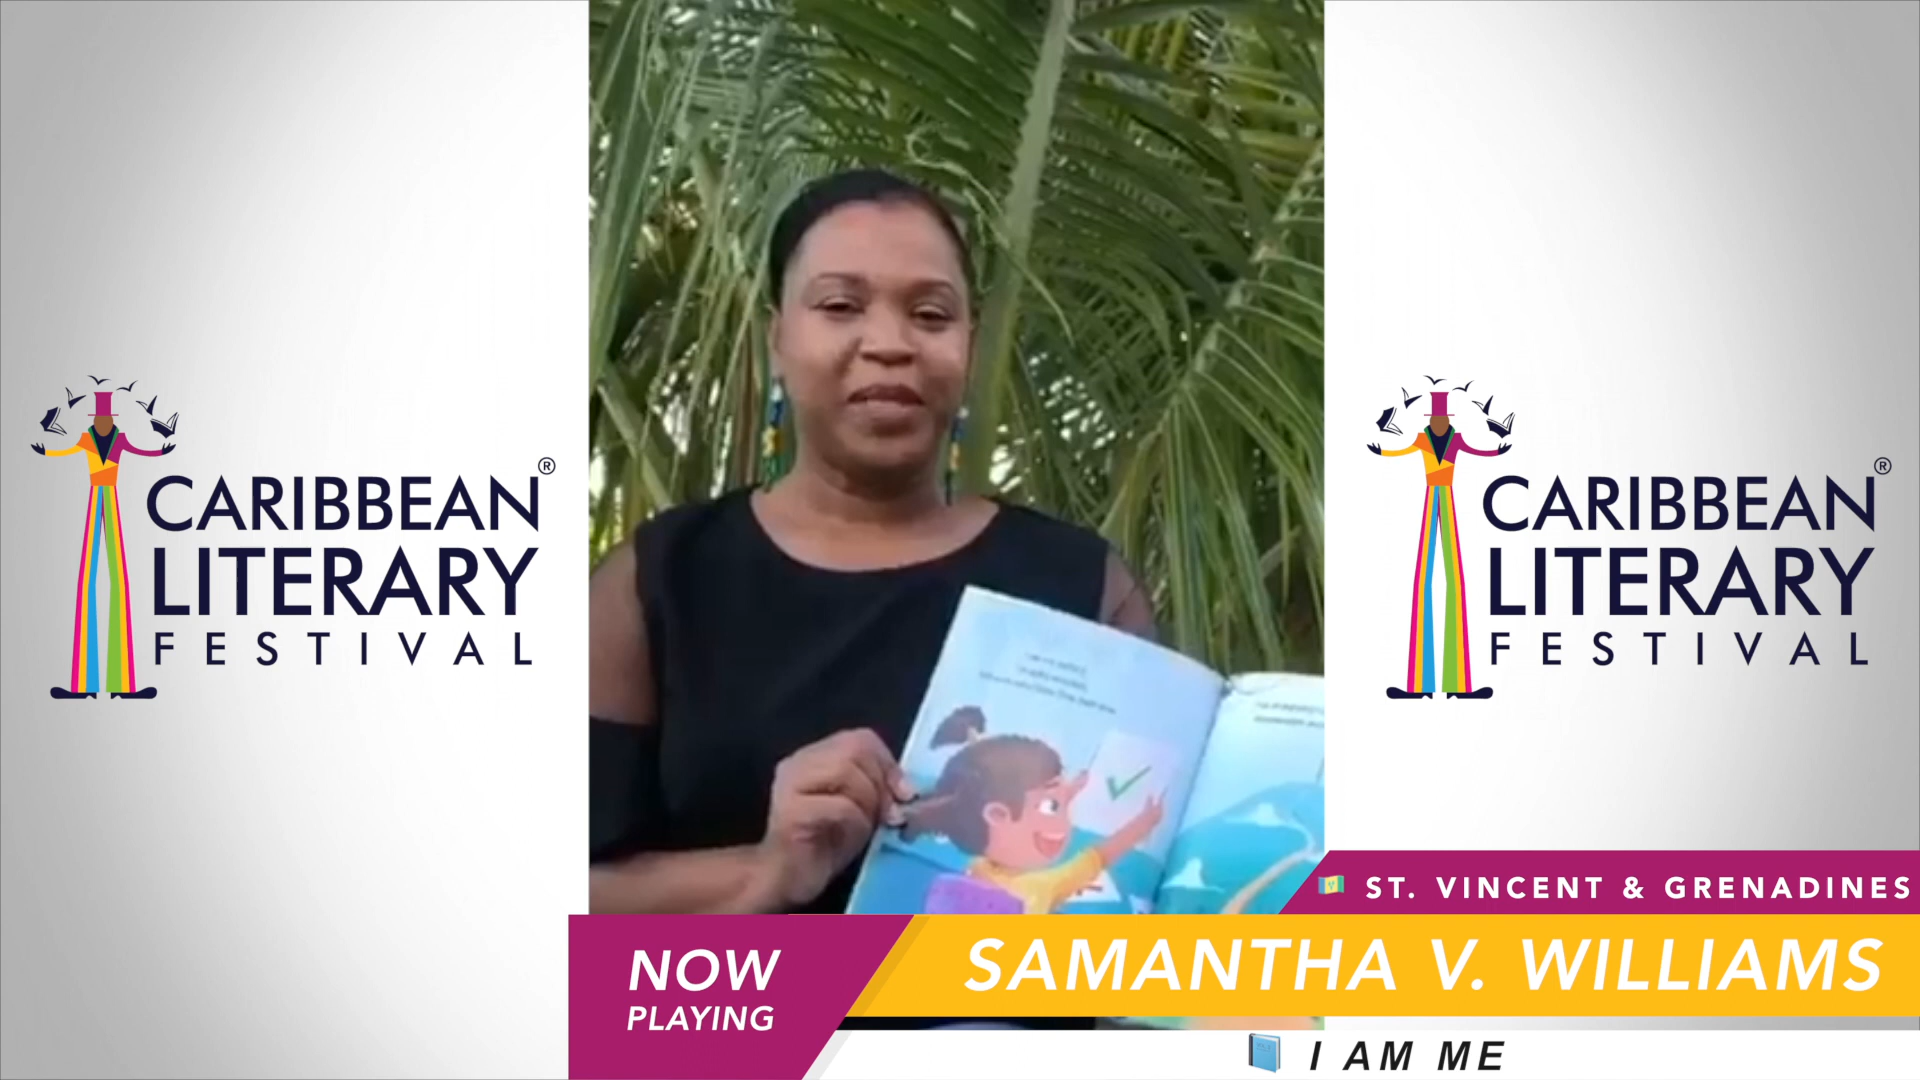 CARIBBEAN®
LITERARY
FESTIVAL
CARIBBEAN®
LITERARY
FESTIVAL
ST. VINCENT & GRENADINES
NOW
PLAYING
SAMANTHA V. WILLIAMS
I AM ME